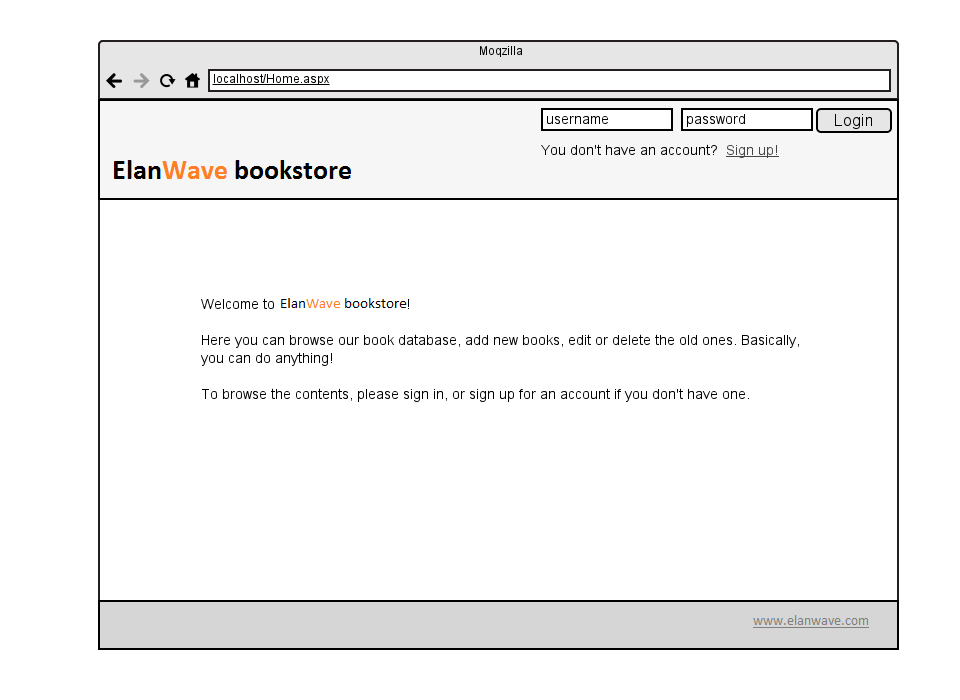 Moqzilla
localhost/Home.aspx
username password Login
You don't have an account? Sign up!
ElanWave bookstore
Welcome to ElanWave bookstore!
Here you can browse our book database, add new books, edit or delete the old ones. Basically,
you can do anything!
To browse the contents, please sign in, or sign up for an account if you don't have one.
www.elanwave.com